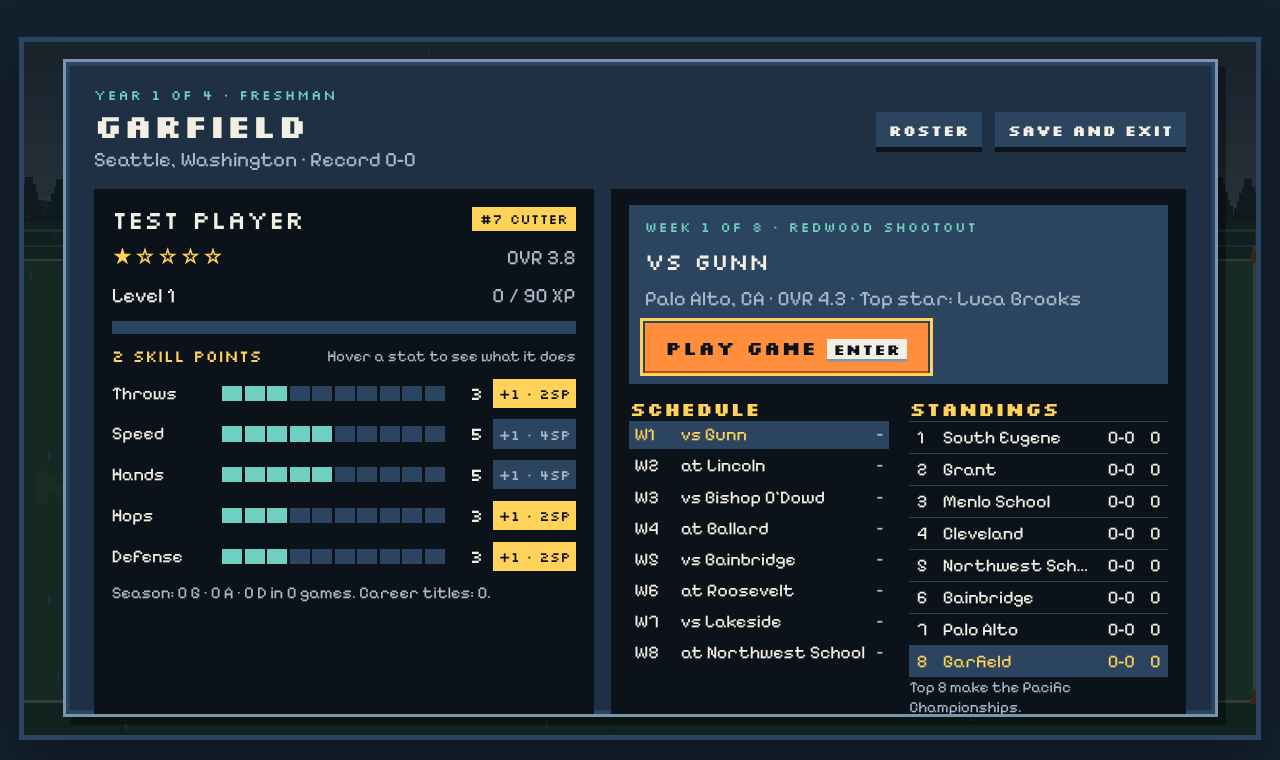 YEAR 1 OF 4 · FRESHMAN
GARFIELD
Seattle, Washington · Record 0-0
ROSTER
SAVE AND EXIT
TEST PLAYER
#7 CUTTER
★☆☆☆☆
OVR 3.8
Level 1
0 / 90 XP
2 SKILL POINTS
Hover a stat to see what it does
Throws 3 +1 · 2SP
Speed 5 +1 · 4SP
Hands 5 +1 · 4SP
Hops 3 +1 · 2SP
Defense 3 +1 · 2SP
Season: 0 G · 0 A · 0 D in 0 games. Career titles: 0.
WEEK 1 OF 8 · REDWOOD SHOOTOUT
VS GUNN
Palo Alto, CA · OVR 4.3 · Top star: Luca Brooks
PLAY GAME ENTER
SCHEDULE
W1 vs Gunn -
W2 at Lincoln -
W3 vs Bishop O'Dowd -
W4 at Ballard -
W5 vs Bainbridge -
W6 at Roosevelt -
W7 vs Lakeside -
W8 at Northwest School -
STANDINGS
1 South Eugene 0-0 0
2 Grant 0-0 0
3 Menlo School 0-0 0
4 Cleveland 0-0 0
5 Northwest Sch... 0-0 0
6 Bainbridge 0-0 0
7 Palo Alto 0-0 0
8 Garfield 0-0 0
Top 8 make the Pacific
Championships.